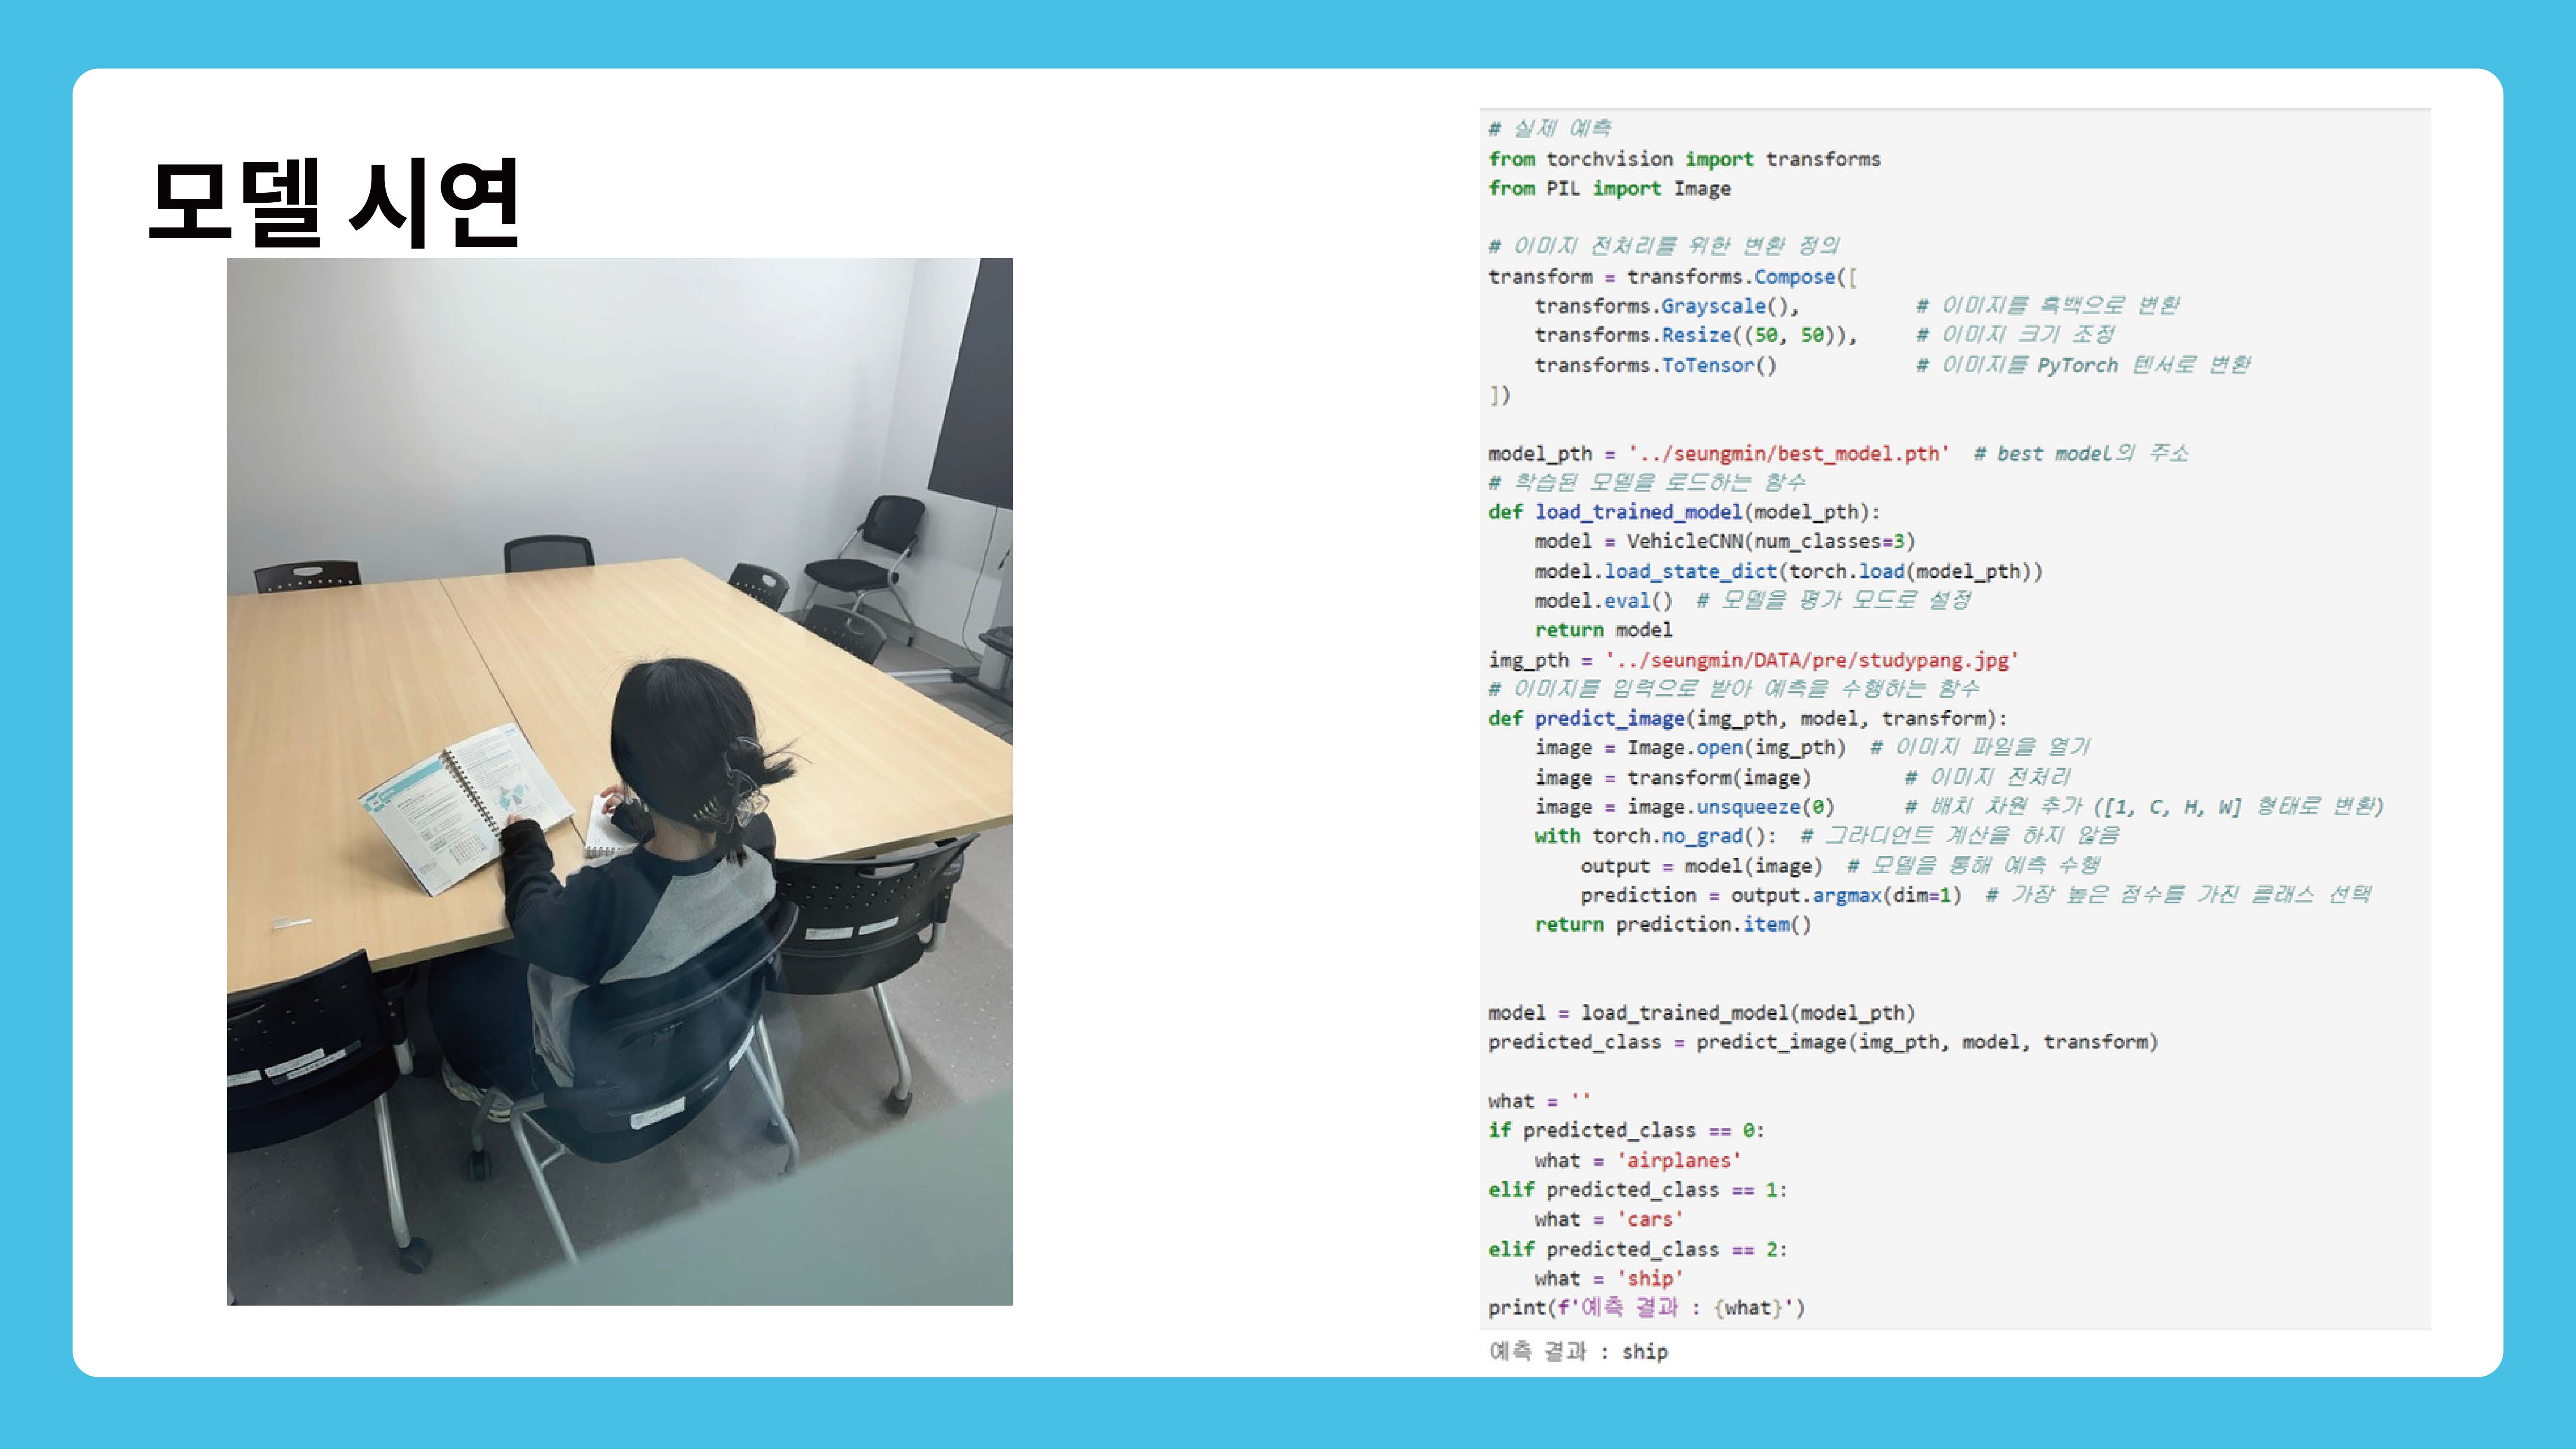 모델 시연
# 실제 예측
from torchvision import transforms
from PIL import Image
# 이미지 전처리를 위한 변환 정의
transform = transforms.Compose([
    transforms.Grayscale(),          # 이미지를 흑백으로 변환
    transforms.Resize((50, 50)),     # 이미지 크기 조정
    transforms.ToTensor()            # 이미지를 PyTorch 텐서로 변환
])
model_pth = '../seungmin/best_model.pth'  # best model의 주소
# 학습된 모델을 로드하는 함수
def load_trained_model(model_pth):
    model = VehicleCNN(num_classes=3)
    model.load_state_dict(torch.load(model_pth))
    model.eval()  # 모델을 평가 모드로 설정
    return model
img_pth = '../seungmin/DATA/pre/studypang.jpg'
# 이미지를 입력으로 받아 예측을 수행하는 함수
def predict_image(img_pth, model, transform):
    image = Image.open(img_pth)  # 이미지 파일을 열기
    image = transform(image)        # 이미지 전처리
    image = image.unsqueeze(0)      # 배치 차원 추가 ([1, C, H, W] 형태로 변환)
    with torch.no_grad():  # 그라디언트 계산을 하지 않음
        output = model(image)  # 모델을 통해 예측 수행
        prediction = output.argmax(dim=1)  # 가장 높은 점수를 가진 클래스 선택
    return prediction.item()
model = load_trained_model(model_pth)
predicted_class = predict_image(img_pth, model, transform)
what = ''
if predicted_class == 0:
    what = 'airplanes'
elif predicted_class == 1:
    what = 'cars'
elif predicted_class == 2:
    what = 'ship'
print(f'예측 결과 : {what}')
예측 결과 : ship